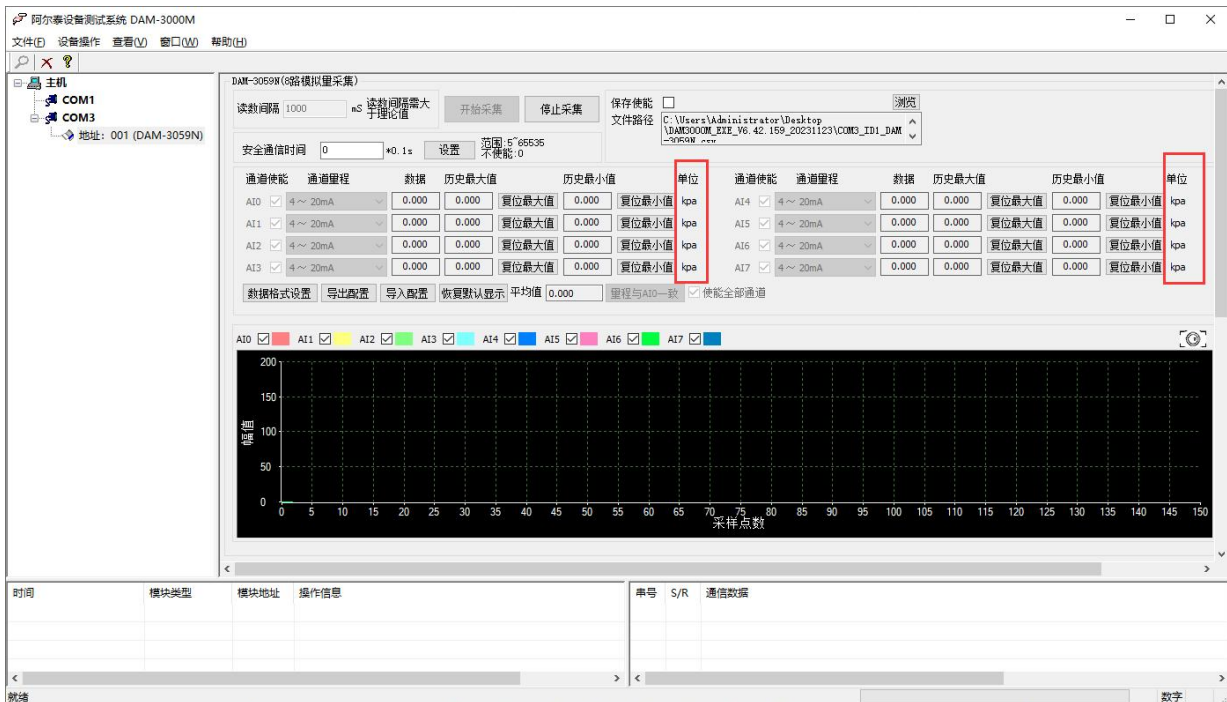 阿尔泰设备测试系统 DAM-3000M
文件(F) 设备操作 查看(V) 窗口(W) 帮助(H)
主机
COM1
COM3
地址: 001 (DAM-3059N)
DAM-3059N(8路模拟量采集)
读数间隔 1000 mS 读数间隔需大于理论值 开始采集 停止采集
安全通信时间 0 *0.1s 设置 范围:5~65535 不使能:0
保存使能 浏览
文件路径 C:\Users\Administrator\Desktop
\DAM3000M_EXE_V6.42.159_20231123\COM3_ID1_DAM
-3059N.csv
通道使能 通道量程 数据 历史最大值 历史最小值 单位 通道使能 通道量程 数据 历史最大值 历史最小值 单位
AI0 4～ 20mA 0.000 0.000 复位最大值 0.000 复位最小值 kpa AI4 4～ 20mA 0.000 0.000 复位最大值 0.000 复位最小值 kpa
AI1 4～ 20mA 0.000 0.000 复位最大值 0.000 复位最小值 kpa AI5 4～ 20mA 0.000 0.000 复位最大值 0.000 复位最小值 kpa
AI2 4～ 20mA 0.000 0.000 复位最大值 0.000 复位最小值 kpa AI6 4～ 20mA 0.000 0.000 复位最大值 0.000 复位最小值 kpa
AI3 4～ 20mA 0.000 0.000 复位最大值 0.000 复位最小值 kpa AI7 4～ 20mA 0.000 0.000 复位最大值 0.000 复位最小值 kpa
数据格式设置 导出配置 导入配置 恢复默认显示 平均值 0.000 量程与AI0一致 使能全部通道
AI0 AI1 AI2 AI3 AI4 AI5 AI6 AI7
200
150
100
50
0
幅值
0 5 10 15 20 25 30 35 40 45 50 55 60 65 70 75 80 85 90 95 100 105 110 115 120 125 130 135 140 145 150
采样点数
时间 模块类型 模块地址 操作信息 串号 S/R 通信数据
就绪 数字